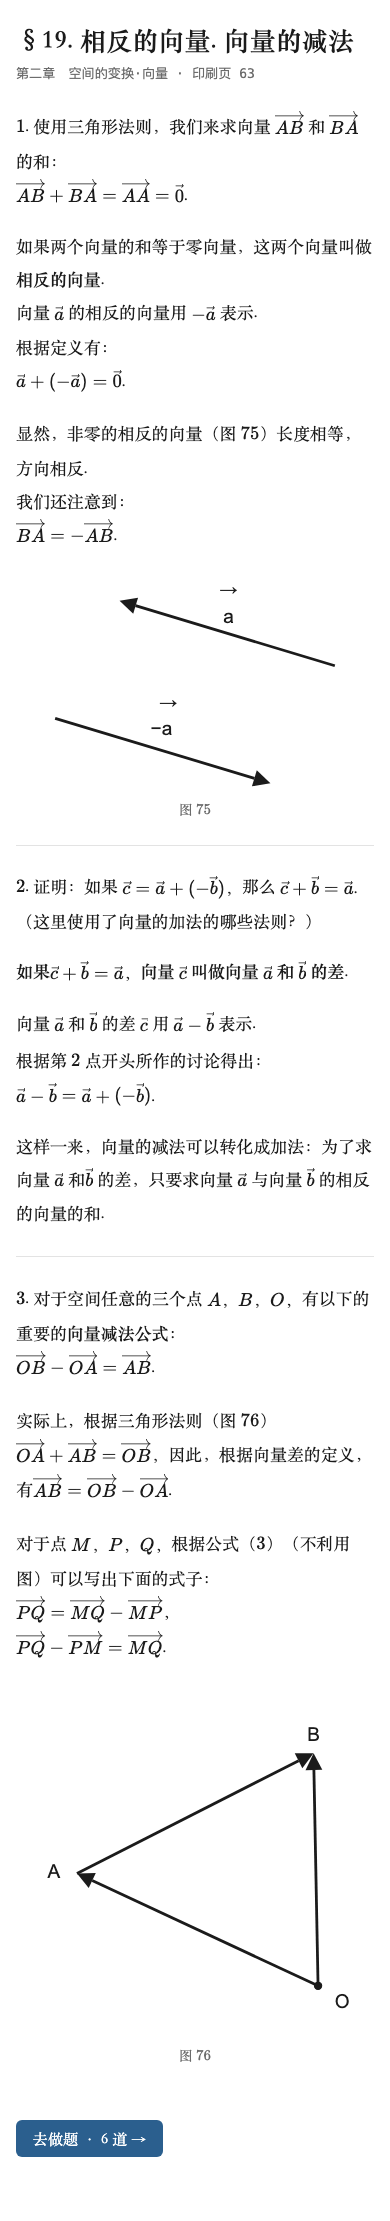 § 19. 相反的向量. 向量的减法
第二章 空间的变换·向量 · 印刷页 63
1. 使用三角形法则，我们来求向量 $\overrightarrow{AB}$ 和 $\overrightarrow{BA}$
的和：
$\overrightarrow{AB} + \overrightarrow{BA} = \overrightarrow{AA} = \vec{0}$.
如果两个向量的和等于零向量，这两个向量叫做
相反的向量.
向量 $\vec{a}$ 的相反的向量用 $-\vec{a}$ 表示.
根据定义有：
$\vec{a} + (-\vec{a}) = \vec{0}$.
显然，非零的相反的向量（图 75）长度相等，
方向相反.
我们还注意到：
$\overrightarrow{BA} = -\overrightarrow{AB}$.
$\overrightarrow{a}$
$\overrightarrow{-a}$
图 75
2. 证明：如果 $\vec{c} = \vec{a} + (-\vec{b})$，那么 $\vec{c} + \vec{b} = \vec{a}$.
（这里使用了向量的加法的哪些法则？）
如果$\vec{c} + \vec{b} = \vec{a}$，向量 $\vec{c}$ 叫做向量 $\vec{a}$ 和 $\vec{b}$ 的差.
向量 $\vec{a}$ 和 $\vec{b}$ 的差 $\vec{c}$ 用 $\vec{a} - \vec{b}$ 表示.
根据第 2 点开头所作的讨论得出：
$\vec{a} - \vec{b} = \vec{a} + (-\vec{b})$.
这样一来，向量的减法可以转化成加法：为了求
向量 $\vec{a}$ 和$\vec{b}$ 的差，只要求向量 $\vec{a}$ 与向量 $\vec{b}$ 的相反
的向量的和.
3. 对于空间任意的三个点 $A$，$B$，$O$，有以下的
重要的向量减法公式：
$\overrightarrow{OB} - \overrightarrow{OA} = \overrightarrow{AB}$.
实际上，根据三角形法则（图 76）
$\overrightarrow{OA} + \overrightarrow{AB} = \overrightarrow{OB}$，因此，根据向量差的定义，
有$\overrightarrow{AB} = \overrightarrow{OB} - \overrightarrow{OA}$.
对于点 $M$，$P$，$Q$，根据公式（3）（不利用
图）可以写出下面的式子：
$\overrightarrow{PQ} = \overrightarrow{MQ} - \overrightarrow{MP}$,
$\overrightarrow{PQ} - \overrightarrow{PM} = \overrightarrow{MQ}$.
B
A
O
图 76
去做题 · 6 道 →